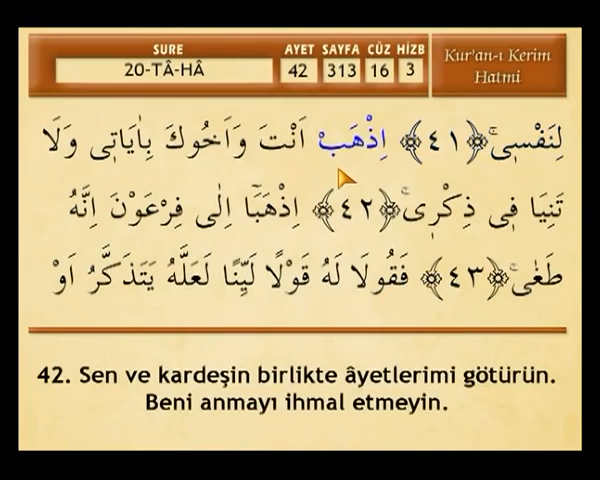 SURE AYET SAYFA CÜZ HİZB
20-TÂ-HÂ 42 313 16 3
Kur'an-ı Kerim
Hatmi
لِنَفْسٖىۚ ﴿٤١﴾ اِذْهَبْ اَنْتَ وَاَخُوكَ بِاٰيَاتٖى وَلَا
تَنِيَا فٖى ذِكْرٖىۚ ﴿٤٢﴾ اِذْهَبَٓا اِلٰى فِرْعَوْنَ اِنَّهُ
طَغٰىۚ ﴿٤٣﴾ فَقُولَا لَهُ قَوْلًا لَيِّنًا لَعَلَّهُ يَتَذَكَّرُ اَوْ
42. Sen ve kardeşin birlikte âyetlerimi götürün.
Beni anmayı ihmal etmeyin.